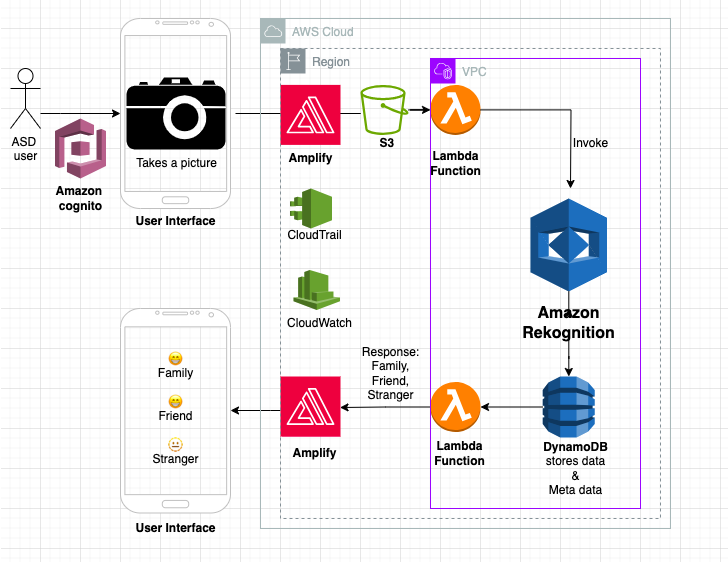 AWS Cloud
Region
VPC
ASD
user
Amazon
cognito
Takes a picture
User Interface
Amplify
S3
Lambda
Function
Invoke
CloudTrail
CloudWatch
Amazon
Rekognition
Response:
Family,
Friend,
Stranger
Family
Friend
Stranger
User Interface
Amplify
Lambda
Function
DynamoDB
stores data
&
Meta data